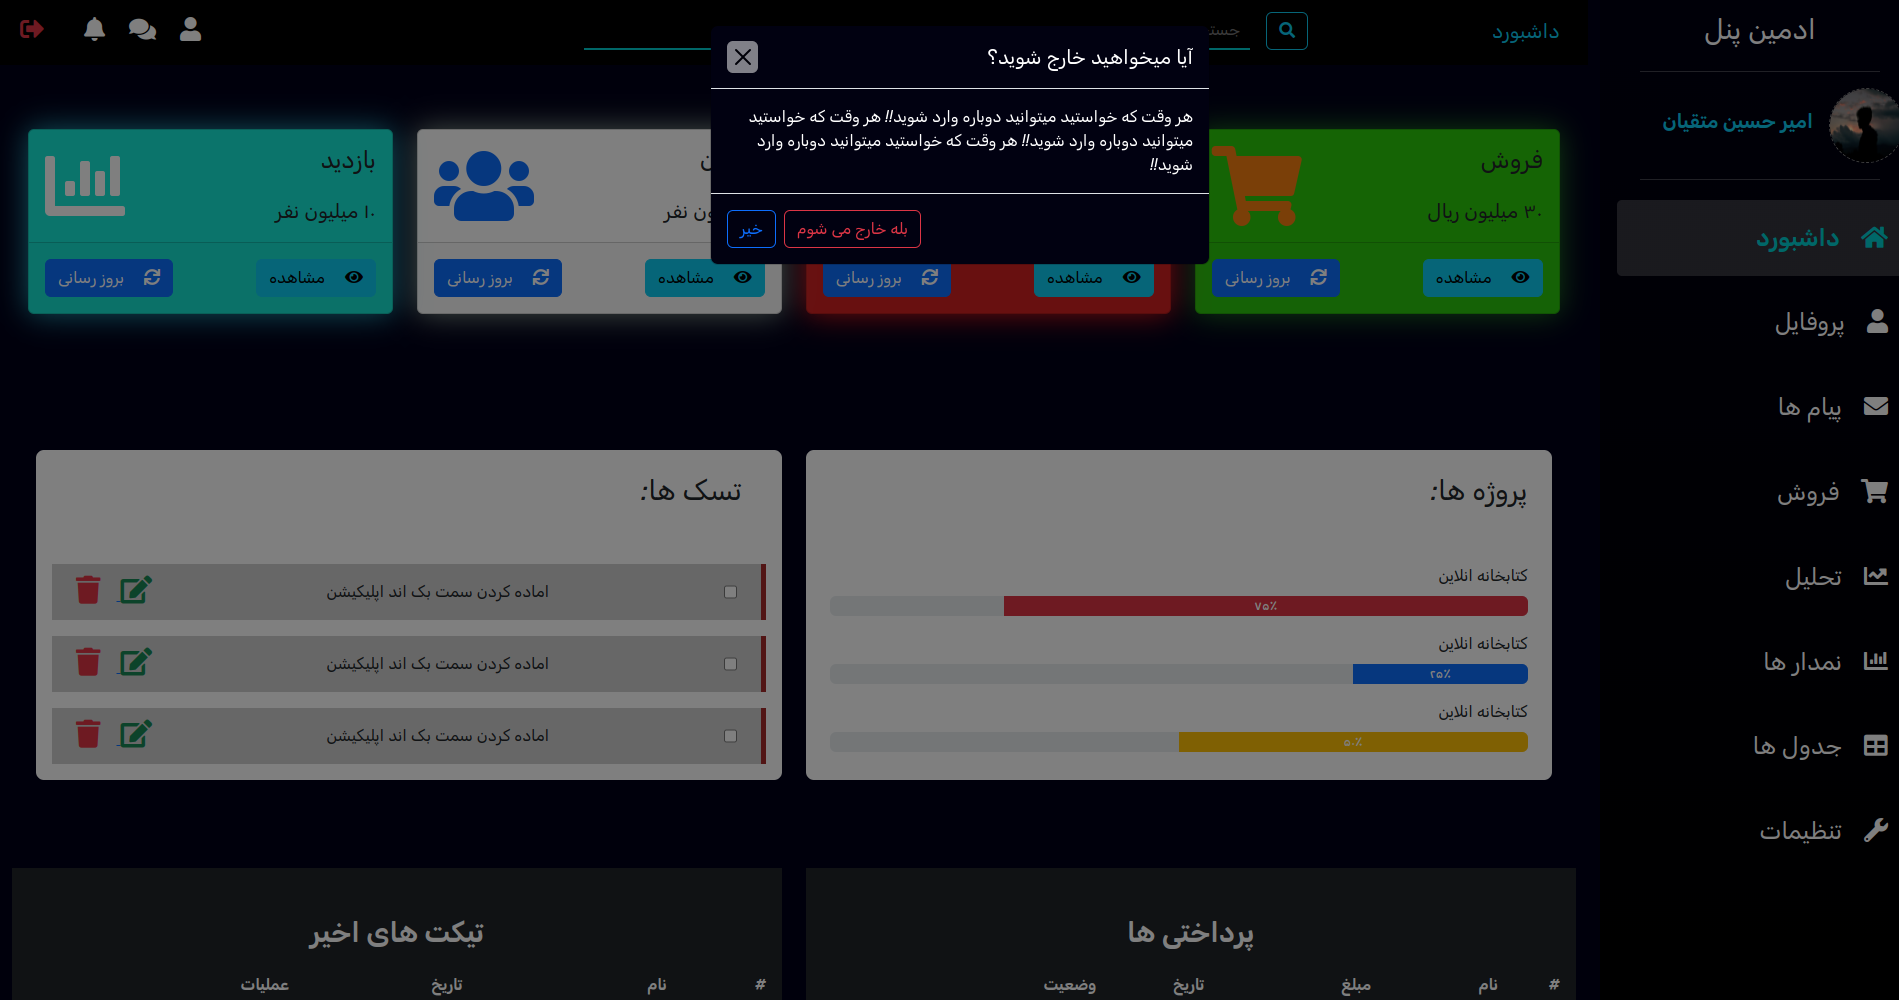 ادمین پنل
امیر حسین متقیان
داشبورد
پروفایل
پیام ها
فروش
تحلیل
نمدار ها
جدول ها
تنظیمات
داشبورد
جستج
آیا میخواهید خارج شوید؟
هر وقت که خواستید میتوانید دوباره وارد شوید!! هر وقت که خواستید
میتوانید دوباره وارد شوید!! هر وقت که خواستید میتوانید دوباره وارد
شوید!!
بله خارج می شوم
خیر
فروش
۳۰ میلیون ریال
مشاهده
بروز رسانی
مشاهده
بروز رسانی
نفر
مشاهده
بروز رسانی
بازدید
۱۰ میلیون نفر
مشاهده
بروز رسانی
پروژه ها:
کتابخانه انلاین
۷۵٪
کتابخانه انلاین
۲۵٪
کتابخانه انلاین
۵۰٪
تسک ها:
اماده کردن سمت بک اند اپلیکیشن
اماده کردن سمت بک اند اپلیکیشن
اماده کردن سمت بک اند اپلیکیشن
پرداختی ها
# نام مبلغ تاریخ وضعیت
تیکت های اخیر
# نام تاریخ عملیات